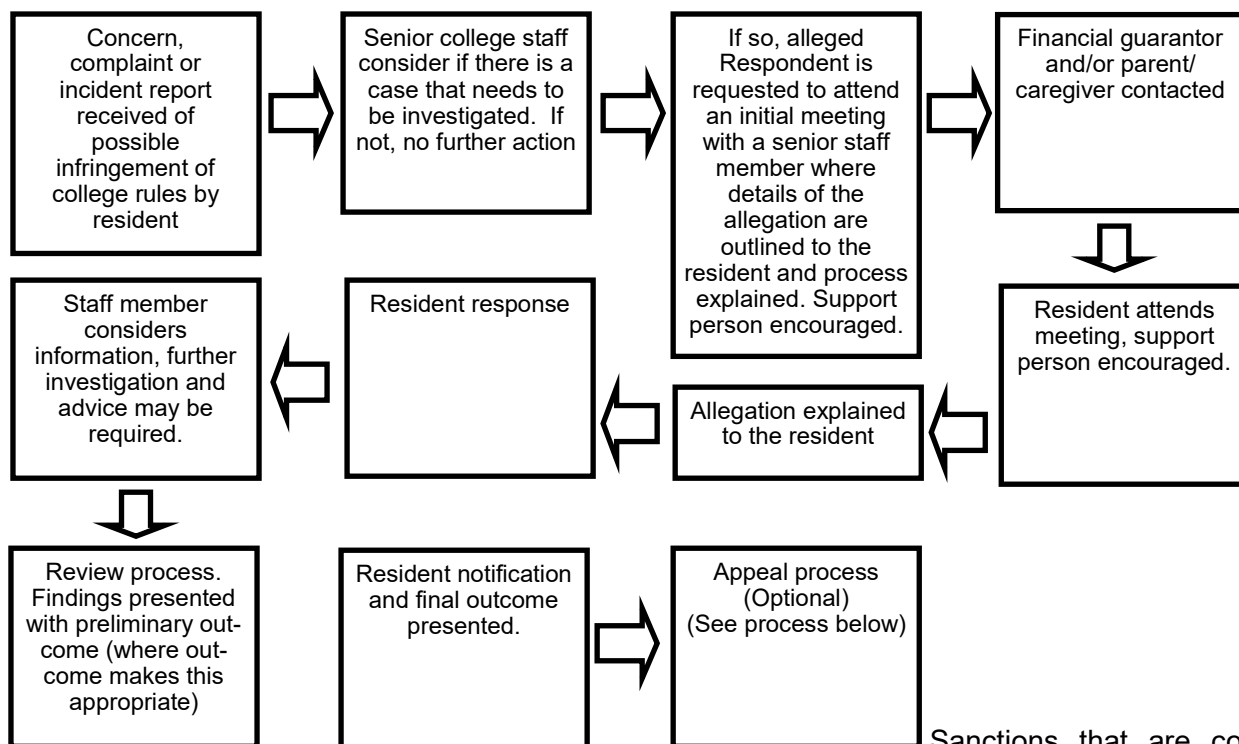 Concern,
complaint or
incident report
received of
possible
infringement of
college rules by
resident
Senior college staff
consider if there is a
case that needs to
be investigated.  If
not, no further action
If so, alleged
Respondent is
requested to attend
an initial meeting
with a senior staff
member where
details of the
allegation are
outlined to the
resident and process
explained. Support
person encouraged.
Financial guarantor
and/or parent/
caregiver contacted
Resident attends
meeting, support
person encouraged.
Allegation explained
to the resident
Resident response
Staff member
considers
information, further
investigation and
advice may be
required.
Review process.
Findings presented
with preliminary out-
come (where out-
come makes this
appropriate)
Resident notification
and final outcome
presented.
Appeal process
(Optional)
(See process below)
Sanctions that are co